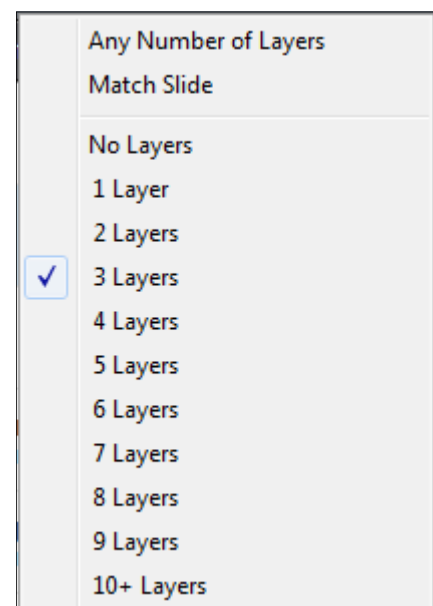 Any Number of Layers
Match Slide
No Layers
1 Layer
2 Layers
3 Layers
4 Layers
5 Layers
6 Layers
7 Layers
8 Layers
9 Layers
10+ Layers